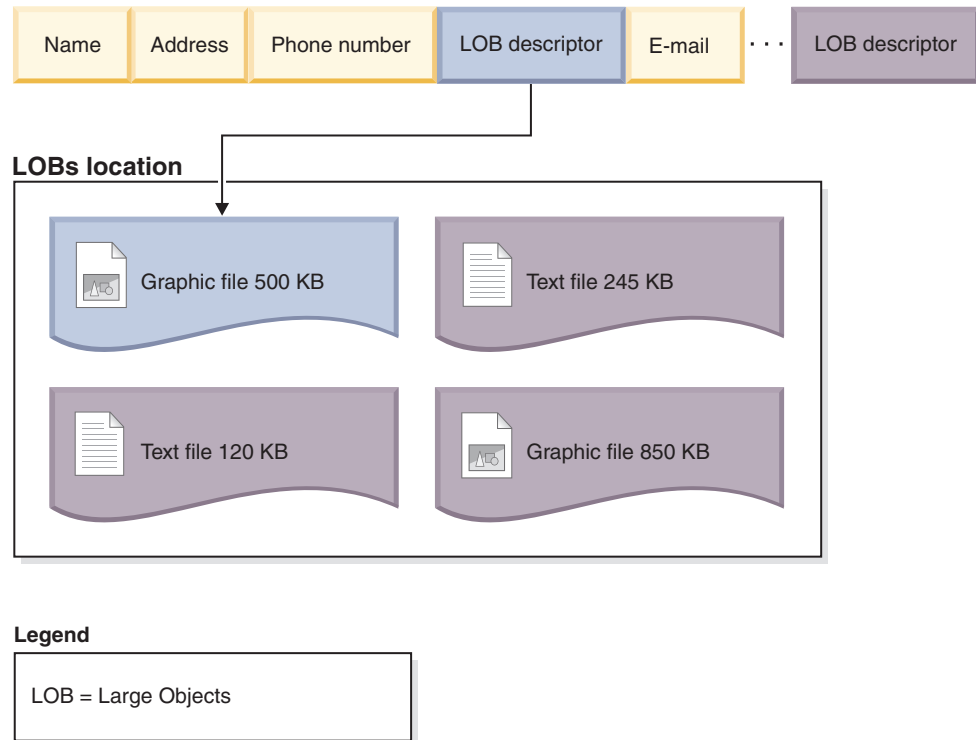 Name Address Phone number LOB descriptor E-mail . . . LOB descriptor
LOBs location
Graphic file 500 KB Text file 245 KB
Text file 120 KB Graphic file 850 KB
Legend
LOB = Large Objects